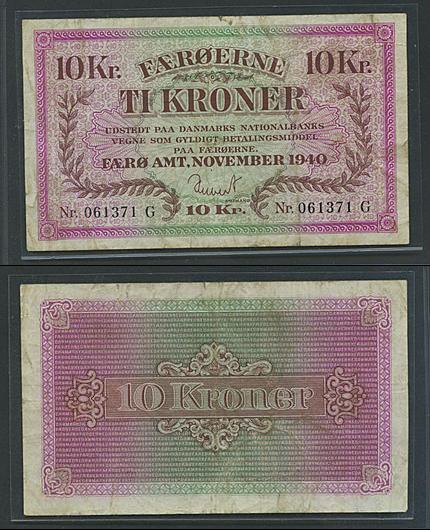 10 Kr. FÆRØERNE 10 Kr.
TI KRONER
UDSTEDT PAA DANMARKS NATIONALBANKS
VEGNE SOM GYLDIGT BETALINGSMIDDEL
PAA FÆRØERNE.
FÆRØ AMT, NOVEMBER 1940
AMTMAND
Nr. 061371 G 10 Kr. Nr. 061371 G
10 Kroner